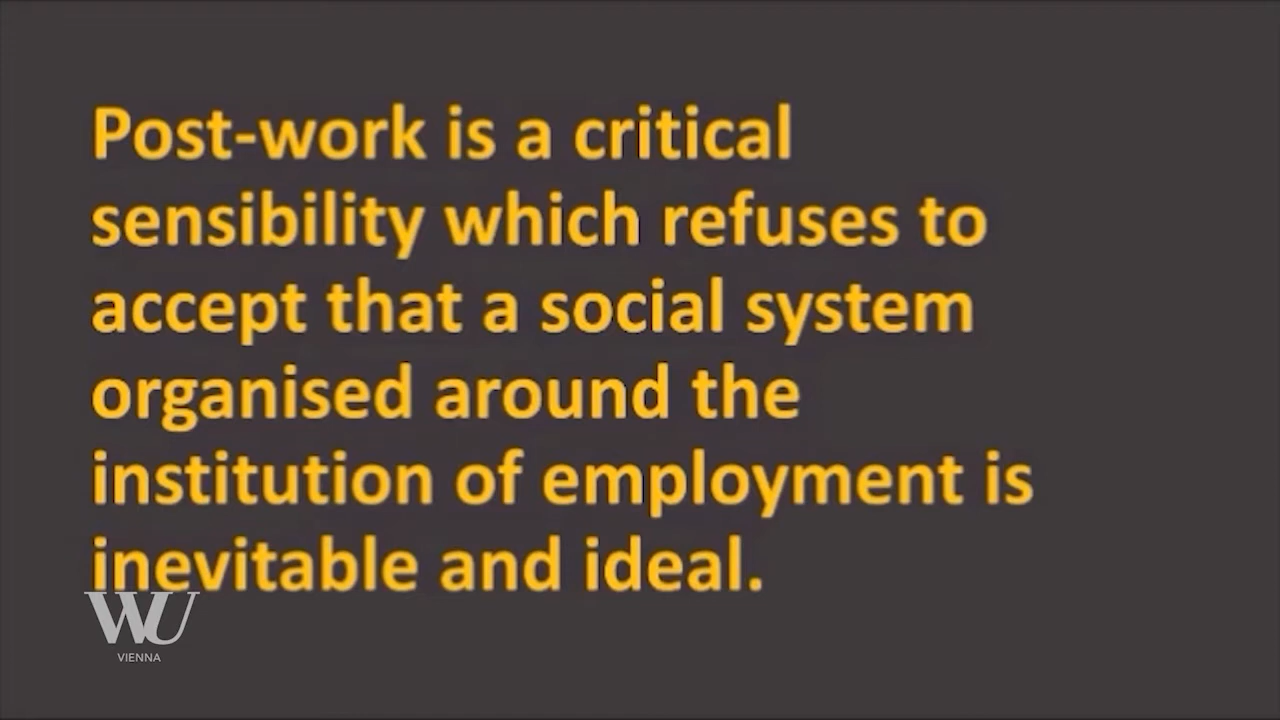 Post-work is a critical
sensibility which refuses to
accept that a social system
organised around the
institution of employment is
inevitable and ideal.
WU
VIENNA